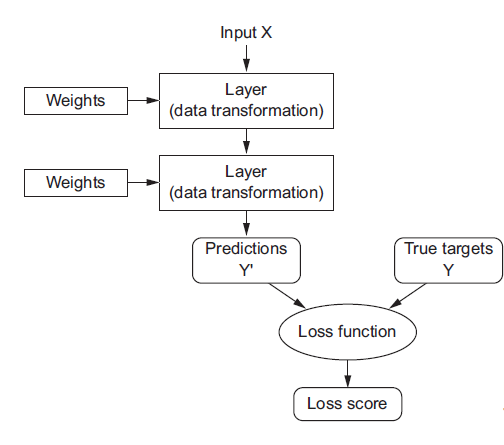 Input X
Weights
Layer
(data transformation)
Weights
Layer
(data transformation)
Predictions
Y'
True targets
Y
Loss function
Loss score